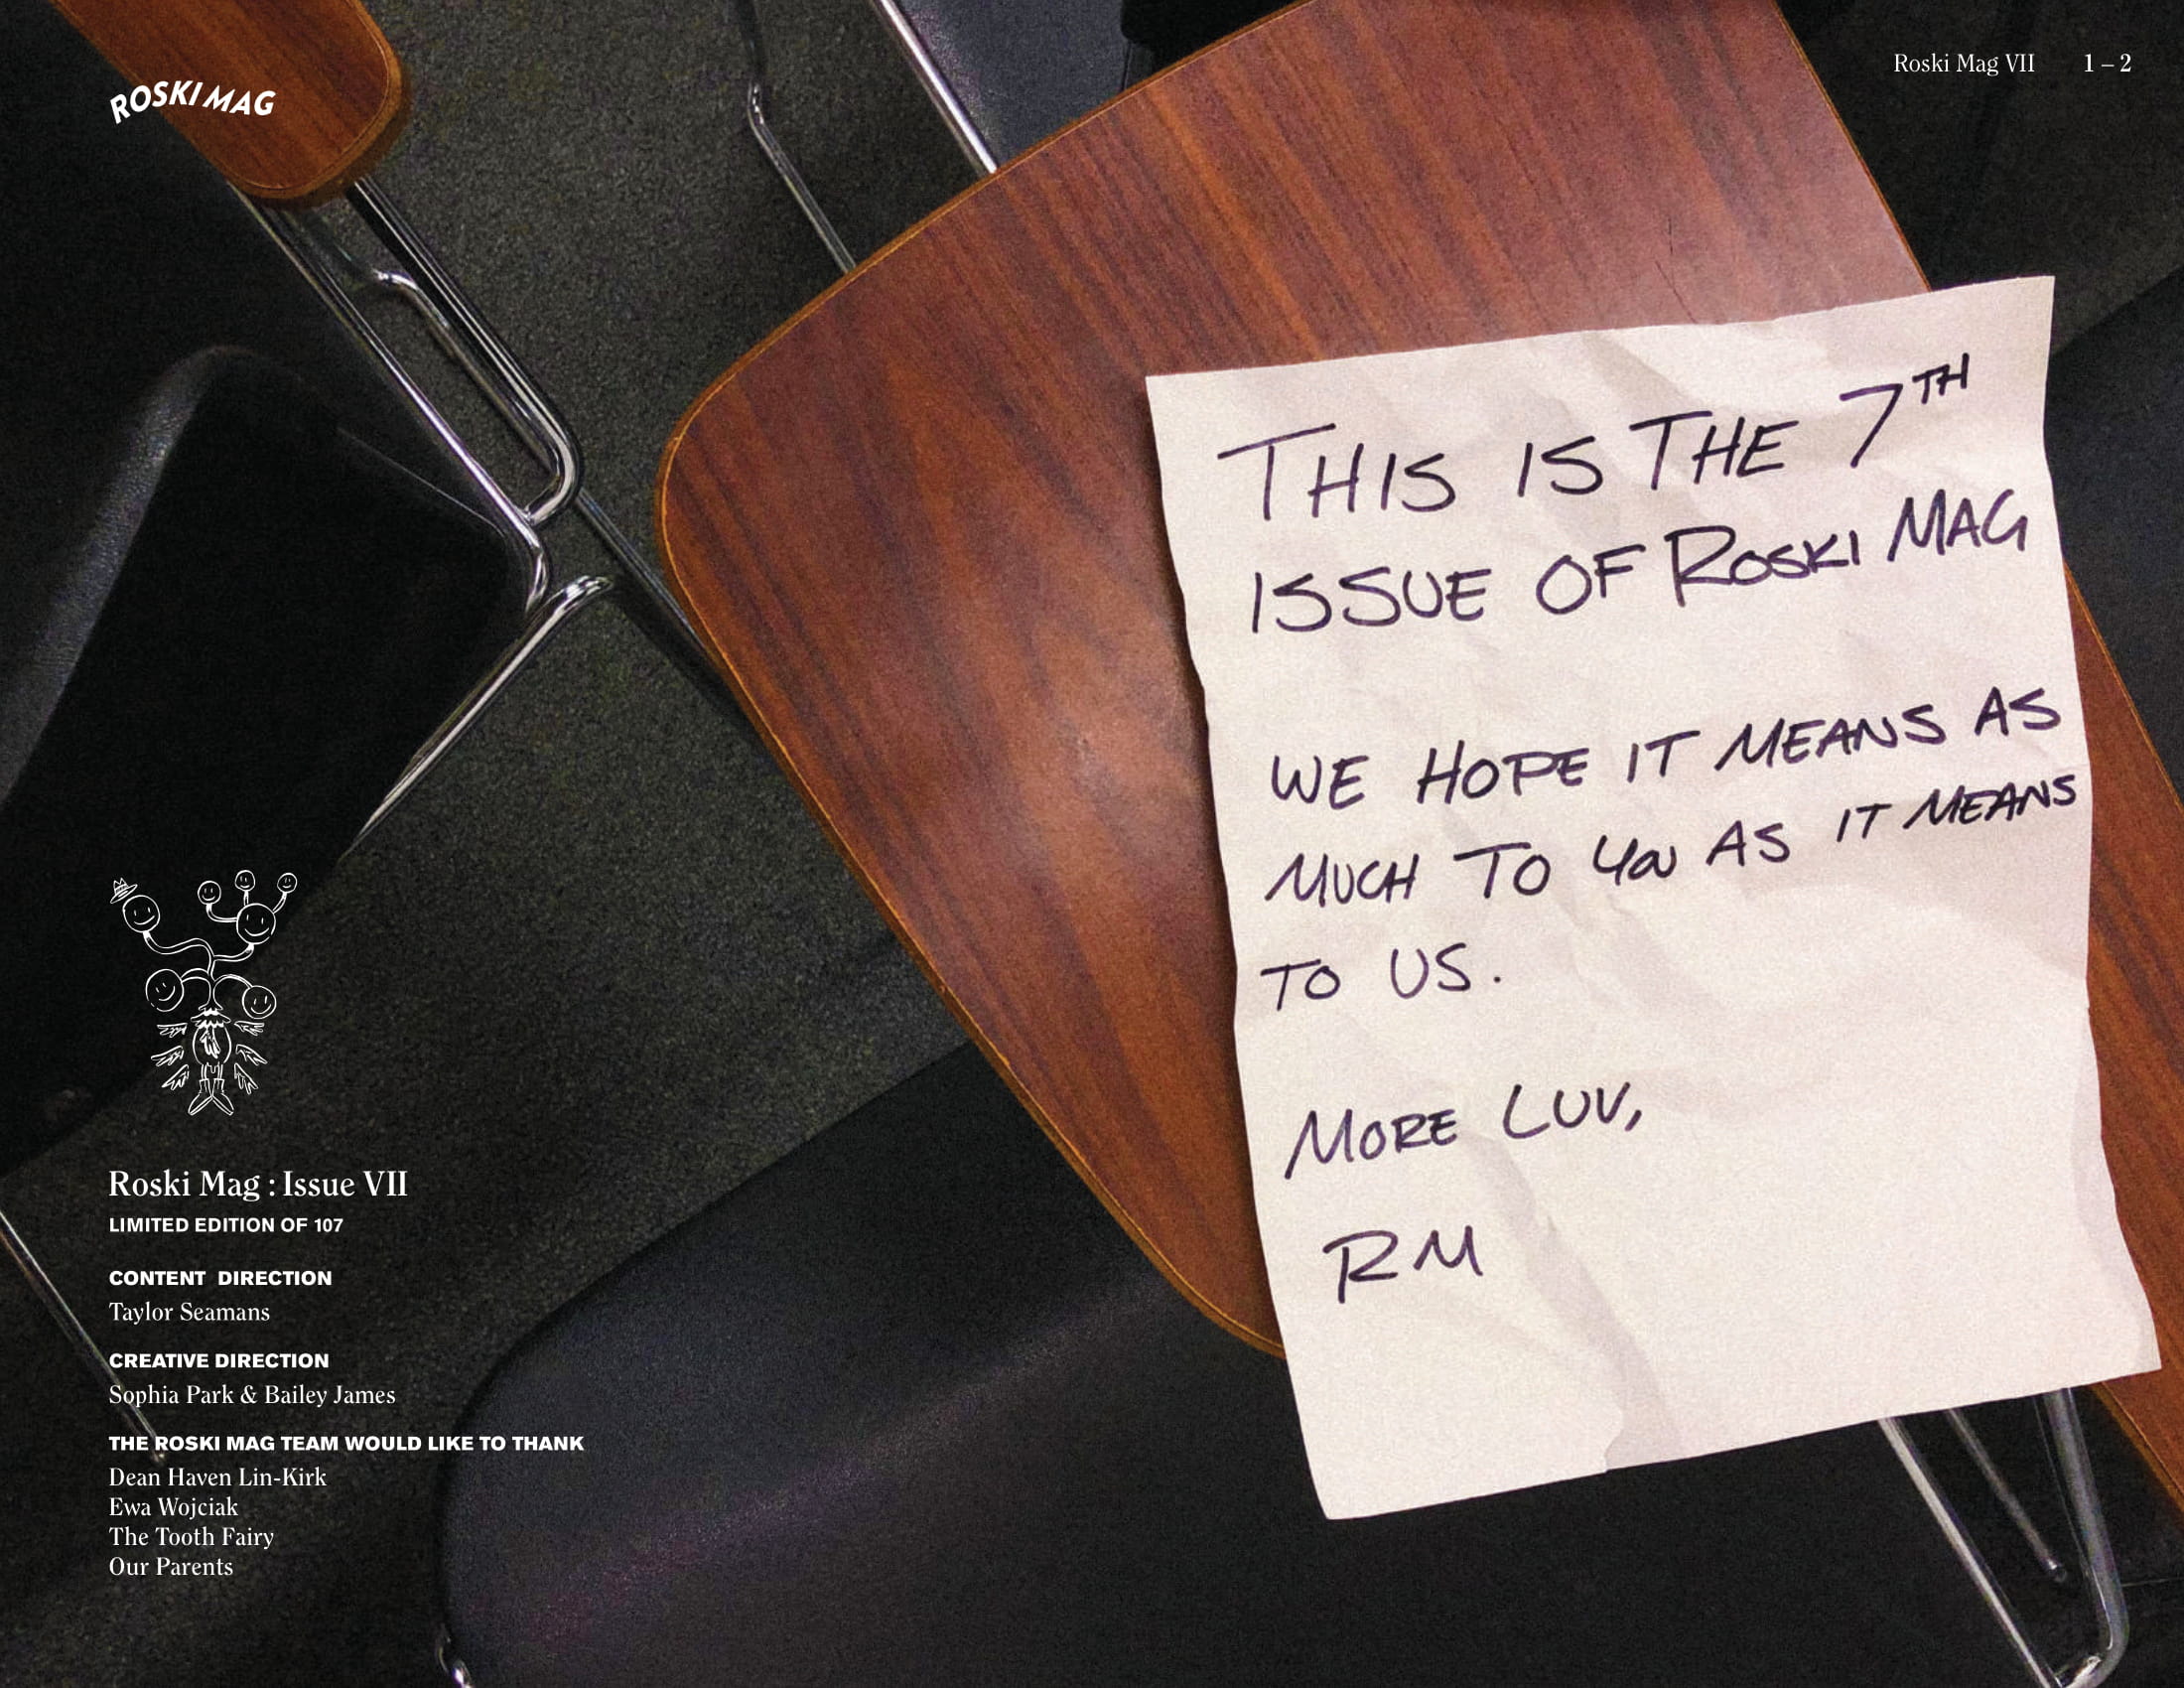 ROSKI MAG
Roski Mag VII 1 – 2
THIS IS THE 7TH
ISSUE OF ROSKI MAG
WE HOPE IT MEANS AS
MUCH TO YOU AS IT MEANS
TO US.
MORE LUV,
RM
Roski Mag : Issue VII
LIMITED EDITION OF 107
CONTENT DIRECTION
Taylor Seamans
CREATIVE DIRECTION
Sophia Park & Bailey James
THE ROSKI MAG TEAM WOULD LIKE TO THANK
Dean Haven Lin-Kirk
Ewa Wojciak
The Tooth Fairy
Our Parents